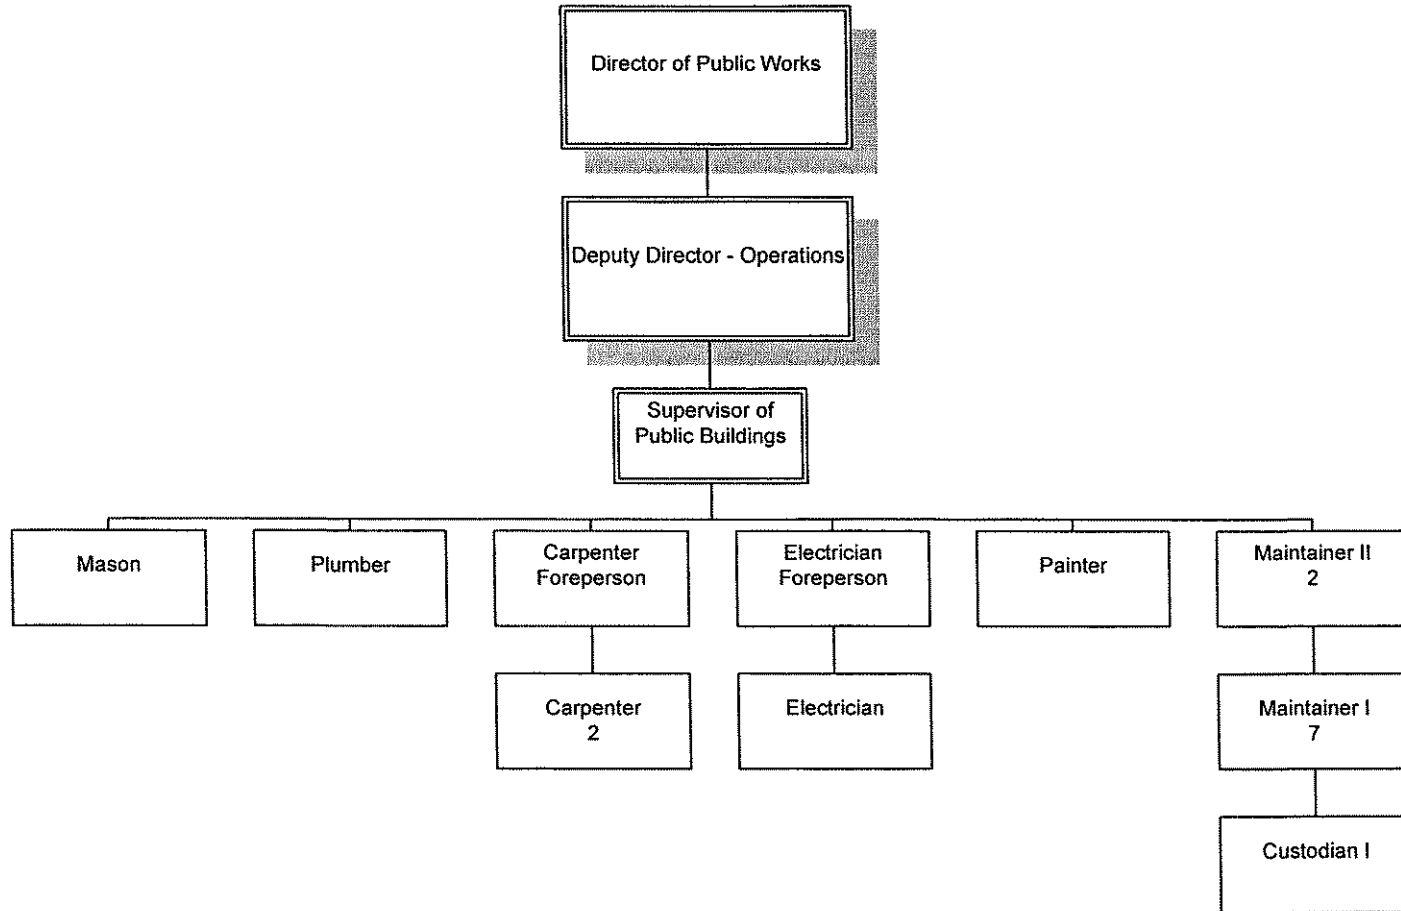 Director of Public Works
Deputy Director - Operations
Supervisor of
Public Buildings
Mason
Plumber
Carpenter
Foreperson
Electrician
Foreperson
Painter
Maintainer II
2
Carpenter
2
Electrician
Maintainer I
7
Custodian I